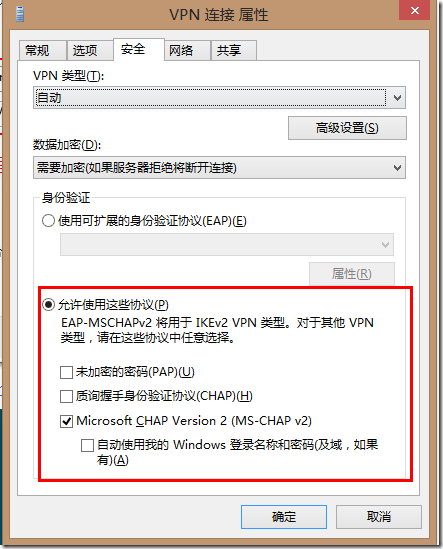 VPN 连接 属性
常规 选项 安全 网络 共享
VPN 类型(T):
自动
高级设置(S)
数据加密(D):
需要加密(如果服务器拒绝将断开连接)
身份验证
使用可扩展的身份验证协议(EAP)(E)
属性(R)
允许使用这些协议(P)
EAP-MSCHAPv2 将用于 IKEv2 VPN 类型。对于其他 VPN
类型，请在这些协议中任意选择。
未加密的密码(PAP)(U)
质询握手身份验证协议(CHAP)(H)
Microsoft CHAP Version 2 (MS-CHAP v2)
自动使用我的 Windows 登录名称和密码(及域，如果
有)(A)
确定 取消